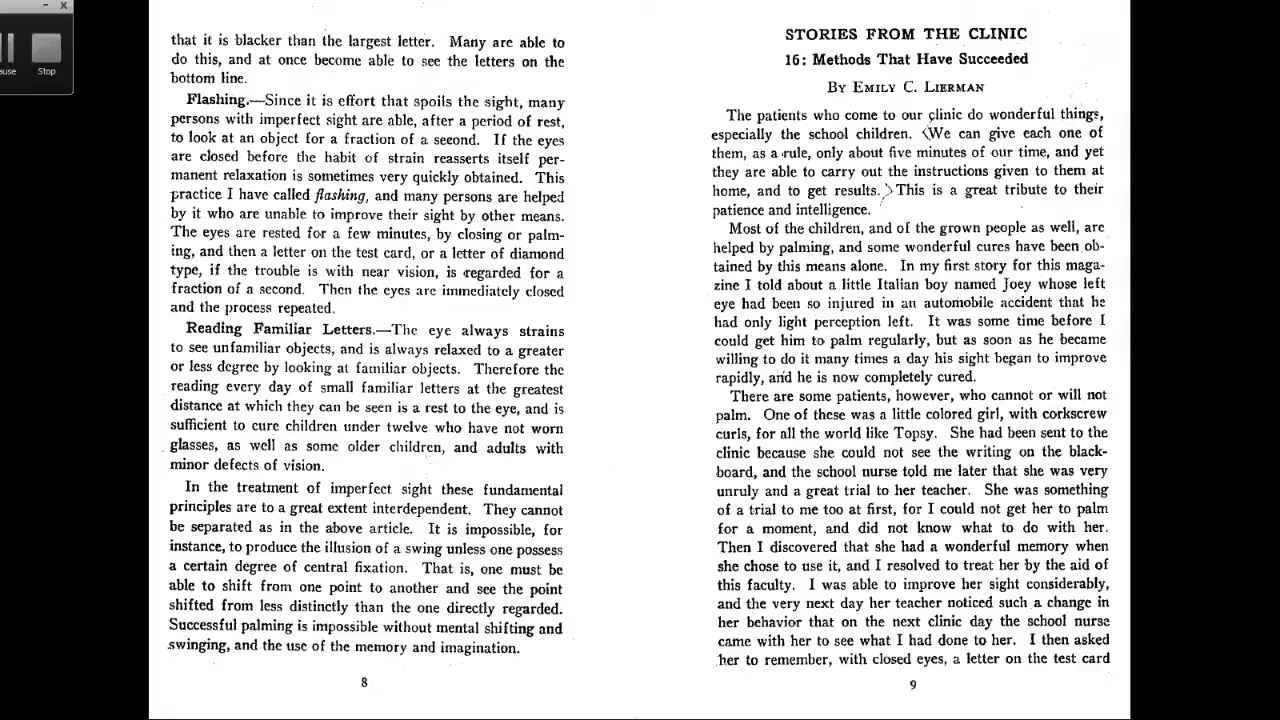 - x
ause
Stop
that it is blacker than the largest letter. Many are able to
do this, and at once become able to see the letters on the
bottom line.
Flashing.—Since it is effort that spoils the sight, many
persons with imperfect sight are able, after a period of rest,
to look at an object for a fraction of a second. If the eyes
are closed before the habit of strain reasserts itself per-
manent relaxation is sometimes very quickly obtained. This
practice I have called flashing, and many persons are helped
by it who are unable to improve their sight by other means.
The eyes are rested for a few minutes, by closing or palm-
ing, and then a letter on the test card, or a letter of diamond
type, if the trouble is with near vision, is regarded for a
fraction of a second. Then the eyes are immediately closed
and the process repeated.
Reading Familiar Letters.—The eye always strains
to see unfamiliar objects, and is always relaxed to a greater
or less degree by looking at familiar objects. Therefore the
reading every day of small familiar letters at the greatest
distance at which they can be seen is a rest to the eye, and is
sufficient to cure children under twelve who have not worn
glasses, as well as some older children, and adults with
minor defects of vision.
In the treatment of imperfect sight these fundamental
principles are to a great extent interdependent. They cannot
be separated as in the above article. It is impossible, for
instance, to produce the illusion of a swing unless one possess
a certain degree of central fixation. That is, one must be
able to shift from one point to another and see the point
shifted from less distinctly than the one directly regarded.
Successful palming is impossible without mental shifting and
swinging, and the use of the memory and imagination.
8
STORIES FROM THE CLINIC
16: Methods That Have Succeeded
By Emily C. Lierman
The patients who come to our clinic do wonderful things,
especially the school children. We can give each one of
them, as a rule, only about five minutes of our time, and yet
they are able to carry out the instructions given to them at
home, and to get results. This is a great tribute to their
patience and intelligence.
Most of the children, and of the grown people as well, are
helped by palming, and some wonderful cures have been ob-
tained by this means alone. In my first story for this maga-
zine I told about a little Italian boy named Joey whose left
eye had been so injured in an automobile accident that he
had only light perception left. It was some time before I
could get him to palm regularly, but as soon as he became
willing to do it many times a day his sight began to improve
rapidly, and he is now completely cured.
There are some patients, however, who cannot or will not
palm. One of these was a little colored girl, with corkscrew
curls, for all the world like Topsy. She had been sent to the
clinic because she could not see the writing on the black-
board, and the school nurse told me later that she was very
unruly and a great trial to her teacher. She was something
of a trial to me too at first, for I could not get her to palm
for a moment, and did not know what to do with her.
Then I discovered that she had a wonderful memory when
she chose to use it, and I resolved to treat her by the aid of
this faculty. I was able to improve her sight considerably,
and the very next day her teacher noticed such a change in
her behavior that on the next clinic day the school nurse
came with her to see what I had done to her. I then asked
her to remember, with closed eyes, a letter on the test card
9